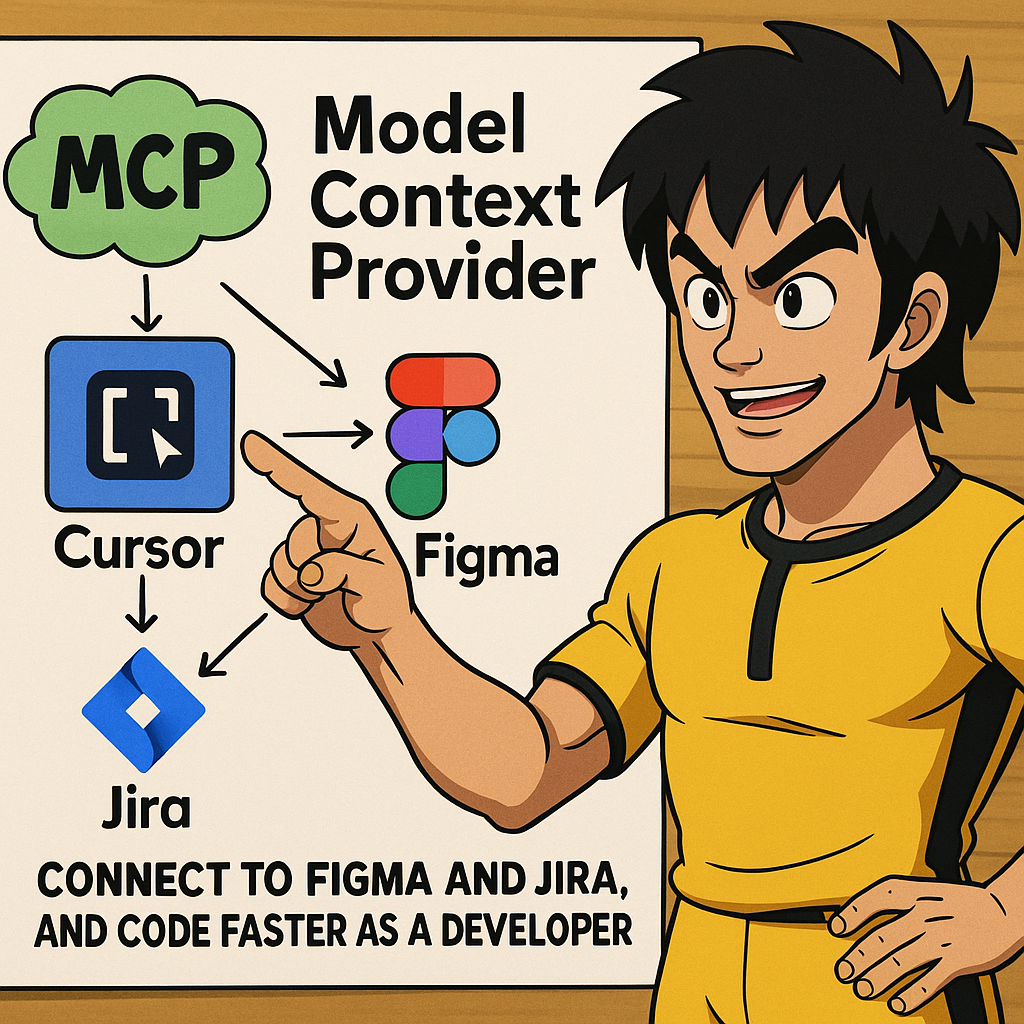 MCP
Model
Context
Provider
Cursor
Figma
Jira
CONNECT TO FIGMA AND JIRA,
AND CODE FASTER AS A DEVELOPER